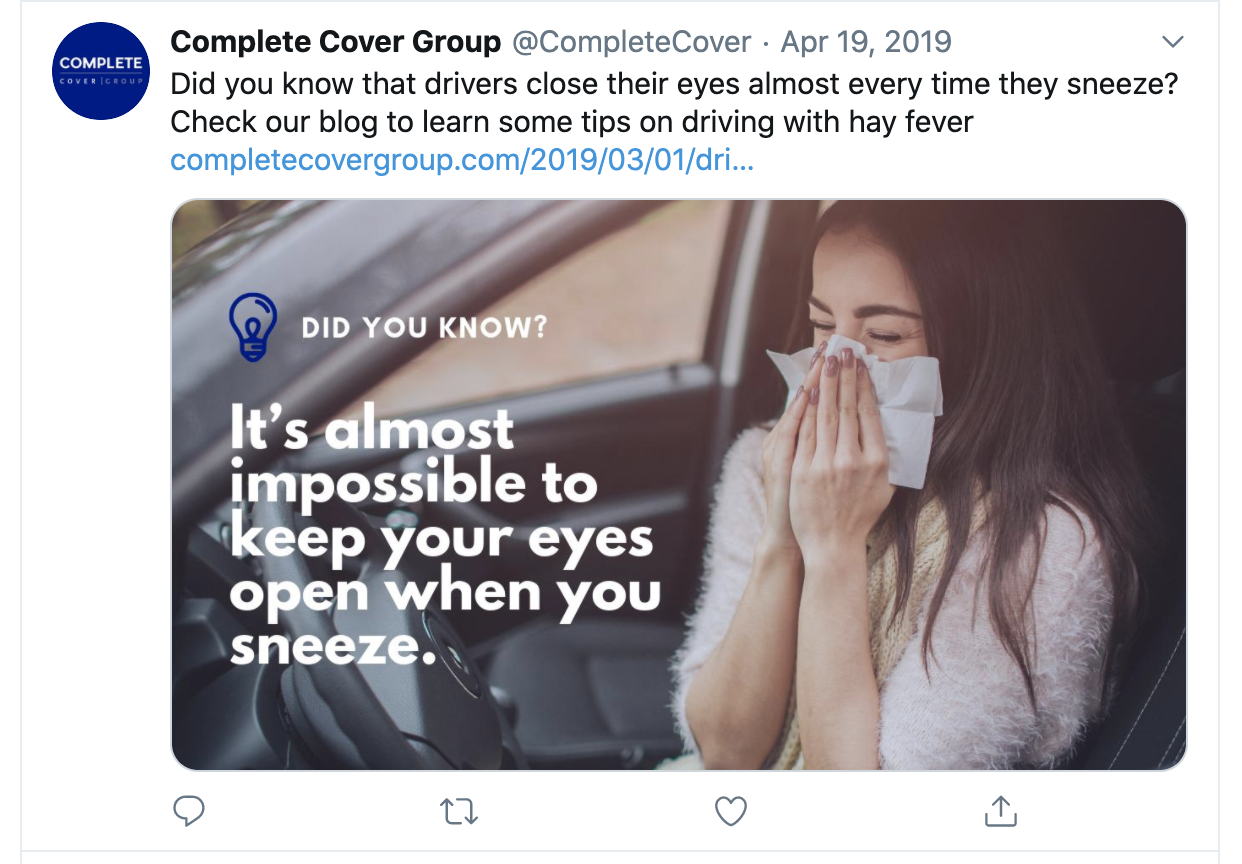 Complete Cover Group @CompleteCover · Apr 19, 2019
COMPLETE
COVER | GROUP
Did you know that drivers close their eyes almost every time they sneeze?
Check our blog to learn some tips on driving with hay fever
completecovergroup.com/2019/03/01/dri...
DID YOU KNOW?
It's almost
impossible to
keep your eyes
open when you
sneeze.